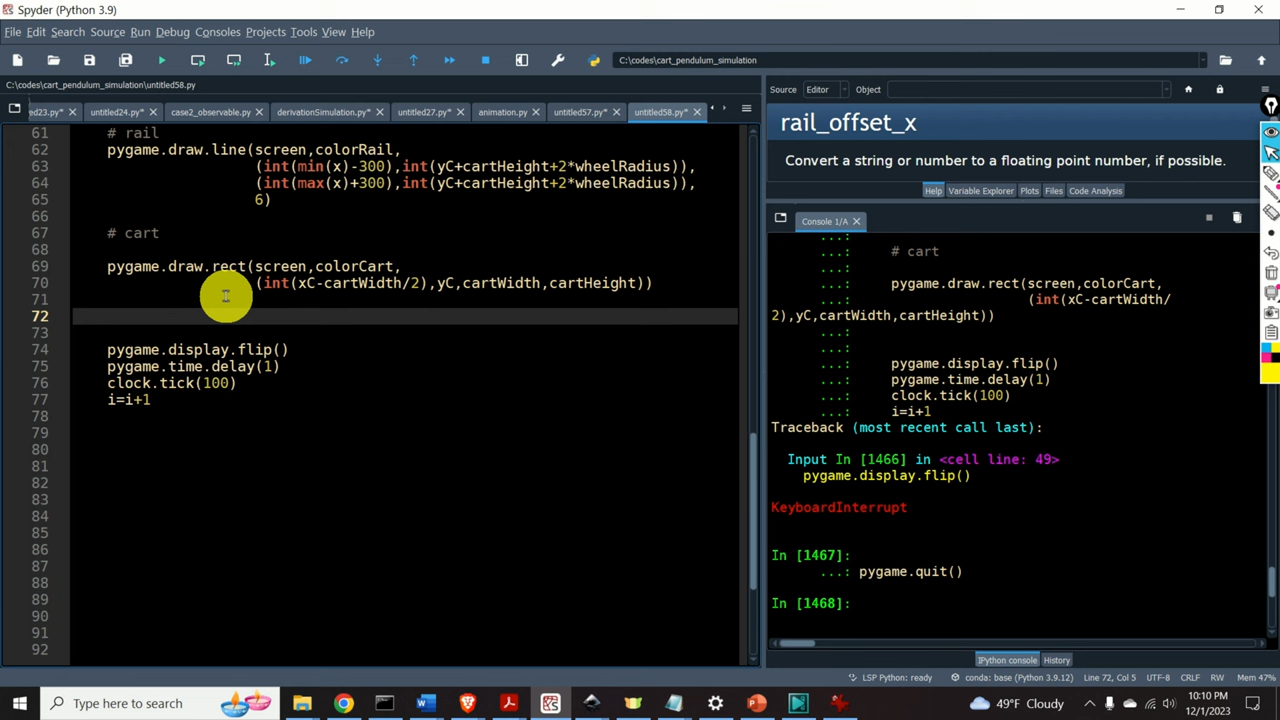 Spyder (Python 3.9)
File Edit Search Source Run Debug Consoles Projects Tools View Help
C:\codes\cart_pendulum_simulation
C:\codes\cart_pendulum_simulation\untitled58.py
ed23.py* untitled24.py* case2_observable.py derivationSimulation.py* untitled27.py* animation.py untitled57.py* untitled58.py*
61 # rail
62 pygame.draw.line(screen,colorRail,
63 (int(min(x)-300),int(yC+cartHeight+2*wheelRadius)),
64 (int(max(x)+300),int(yC+cartHeight+2*wheelRadius)),
65 6)
66
67 # cart
68
69 pygame.draw.rect(screen,colorCart,
70 (int(xC-cartWidth/2),yC,cartWidth,cartHeight))
71
72
73
74 pygame.display.flip()
75 pygame.time.delay(1)
76 clock.tick(100)
77 i=i+1
78
79
80
81
82
83
84
85
86
87
88
89
90
91
92
Source Editor Object
rail_offset_x
Convert a string or number to a floating point number, if possible.
Help Variable Explorer Plots Files Code Analysis
Console 1/A
...:
...: # cart
...:
...: pygame.draw.rect(screen,colorCart,
...: (int(xC-cartWidth/
2),yC,cartWidth,cartHeight))
...:
...:
...: pygame.display.flip()
...: pygame.time.delay(1)
...: clock.tick(100)
...: i=i+1
Traceback (most recent call last):
Input In [1466] in <cell line: 49>
pygame.display.flip()
KeyboardInterrupt
In [1467]:
...: pygame.quit()
In [1468]:
IPython console History
LSP Python: ready conda: base (Python 3.9.12) Line 72, Col 5 UTF-8 CRLF RW Mem 47%
Type here to search
49°F Cloudy
10:10 PM
12/1/2023